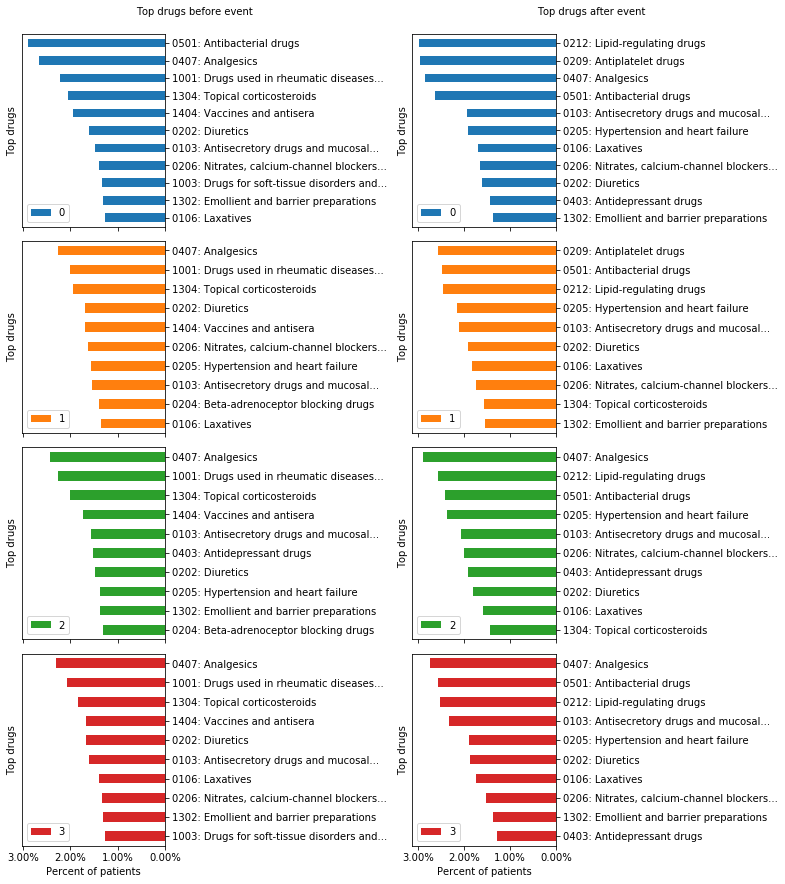 Top drugs before event
Top drugs
0501: Antibacterial drugs
0407: Analgesics
1001: Drugs used in rheumatic diseases...
1304: Topical corticosteroids
1404: Vaccines and antisera
0202: Diuretics
0103: Antisecretory drugs and mucosal...
0206: Nitrates, calcium-channel blockers...
1003: Drugs for soft-tissue disorders and...
1302: Emollient and barrier preparations
0106: Laxatives
0
Top drugs
0407: Analgesics
1001: Drugs used in rheumatic diseases...
1304: Topical corticosteroids
0202: Diuretics
1404: Vaccines and antisera
0206: Nitrates, calcium-channel blockers...
0205: Hypertension and heart failure
0103: Antisecretory drugs and mucosal...
0204: Beta-adrenoceptor blocking drugs
0106: Laxatives
1
Top drugs
0407: Analgesics
1001: Drugs used in rheumatic diseases...
1304: Topical corticosteroids
1404: Vaccines and antisera
0103: Antisecretory drugs and mucosal...
0403: Antidepressant drugs
0202: Diuretics
0205: Hypertension and heart failure
1302: Emollient and barrier preparations
0204: Beta-adrenoceptor blocking drugs
2
Top drugs
0407: Analgesics
1001: Drugs used in rheumatic diseases...
1304: Topical corticosteroids
1404: Vaccines and antisera
0202: Diuretics
0103: Antisecretory drugs and mucosal...
0106: Laxatives
0206: Nitrates, calcium-channel blockers...
1302: Emollient and barrier preparations
1003: Drugs for soft-tissue disorders and...
3
3.00% 2.00% 1.00% 0.00%
Percent of patients
Top drugs after event
Top drugs
0212: Lipid-regulating drugs
0209: Antiplatelet drugs
0407: Analgesics
0501: Antibacterial drugs
0103: Antisecretory drugs and mucosal...
0205: Hypertension and heart failure
0106: Laxatives
0206: Nitrates, calcium-channel blockers...
0202: Diuretics
0403: Antidepressant drugs
1302: Emollient and barrier preparations
0
Top drugs
0209: Antiplatelet drugs
0501: Antibacterial drugs
0212: Lipid-regulating drugs
0205: Hypertension and heart failure
0103: Antisecretory drugs and mucosal...
0202: Diuretics
0106: Laxatives
0206: Nitrates, calcium-channel blockers...
1304: Topical corticosteroids
1302: Emollient and barrier preparations
1
Top drugs
0407: Analgesics
0212: Lipid-regulating drugs
0501: Antibacterial drugs
0205: Hypertension and heart failure
0103: Antisecretory drugs and mucosal...
0206: Nitrates, calcium-channel blockers...
0403: Antidepressant drugs
0202: Diuretics
0106: Laxatives
1304: Topical corticosteroids
2
Top drugs
0407: Analgesics
0501: Antibacterial drugs
0212: Lipid-regulating drugs
0103: Antisecretory drugs and mucosal...
0205: Hypertension and heart failure
0202: Diuretics
0106: Laxatives
0206: Nitrates, calcium-channel blockers...
1302: Emollient and barrier preparations
0403: Antidepressant drugs
3
3.00% 2.00% 1.00% 0.00%
Percent of patients